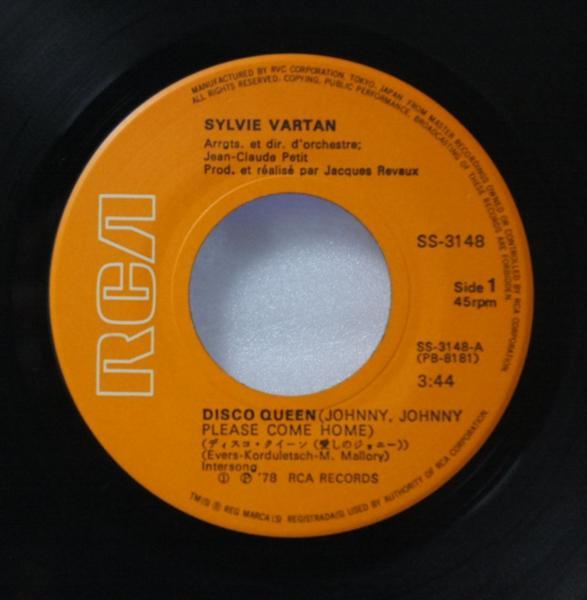 MANUFACTURED BY RVC CORPORATION, TOKYO, JAPAN, FROM MASTER RECORDINGS OWNED OR CONTROLLED BY RCA CORPORATION
ALL RIGHTS RESERVED. COPYING, PUBLIC PERFORMANCE, BROADCASTING OF THESE RECORDS ARE FORBIDDEN.
SYLVIE VARTAN
Arrgts. et dir. d'orchestre;
Jean-Claude Petit
Prod. et réalisé par Jacques Revaux
RCA
SS-3148
Side 1
45rpm
SS-3148-A
(PB-8181)
3:44
DISCO QUEEN (JOHNNY, JOHNNY
PLEASE COME HOME)
(ディスコ・クイーン (愛しのジョニー))
(Evers-Korduletsch-M. Mallory)
Intersong
Ⓙ Ⓟ '78 RCA RECORDS
TM(S) ® REG MARCA(S) REGISTRADA(S) USED BY AUTHORITY OF RCA CORPORATION